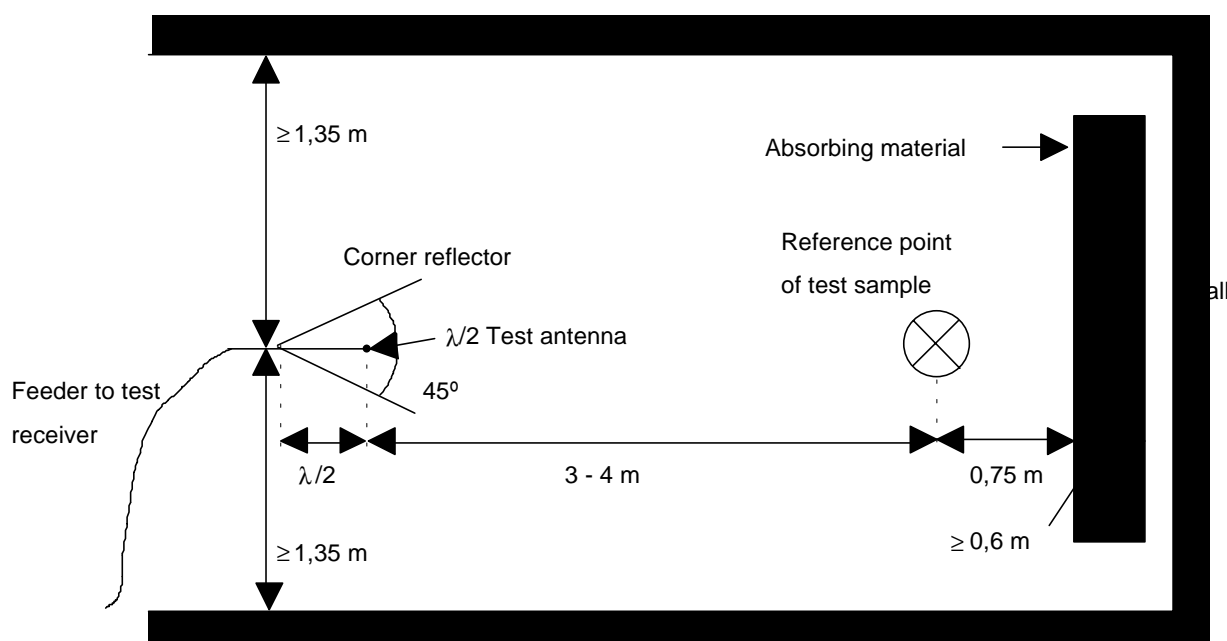 ≥ 1,35 m
Absorbing material
Reference point
of test sample
Corner reflector
λ/2 Test antenna
45º
Feeder to test
receiver
λ/2
3 - 4 m
0,75 m
≥ 0,6 m
≥ 1,35 m